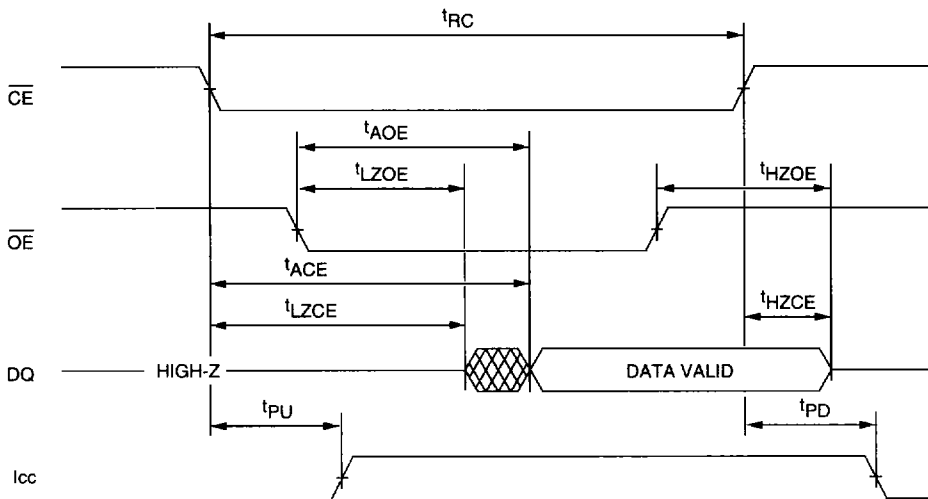 tRC
CE
tAOE
tLZOE
tHZOE
OE
tACE
tLZCE
tHZCE
DQ
HIGH-Z
DATA VALID
tPU
tPD
Icc